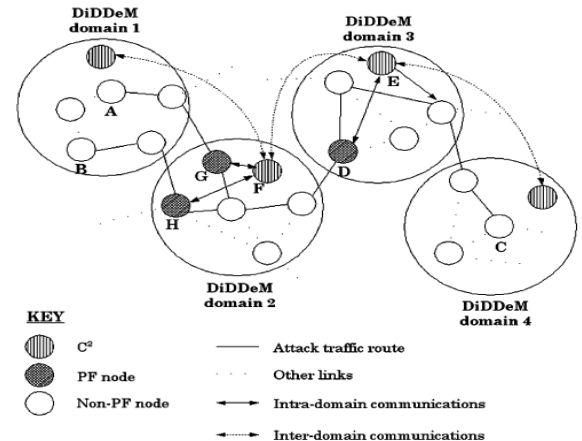 DiDDeM
domain 1
DiDDeM
domain 3
E
A
B
G
F
D
H
C
DiDDeM
domain 2
DiDDeM
domain 4
KEY
C²
PF node
Non-PF node
Attack traffic route
Other links
Intra-domain communications
Inter-domain communications